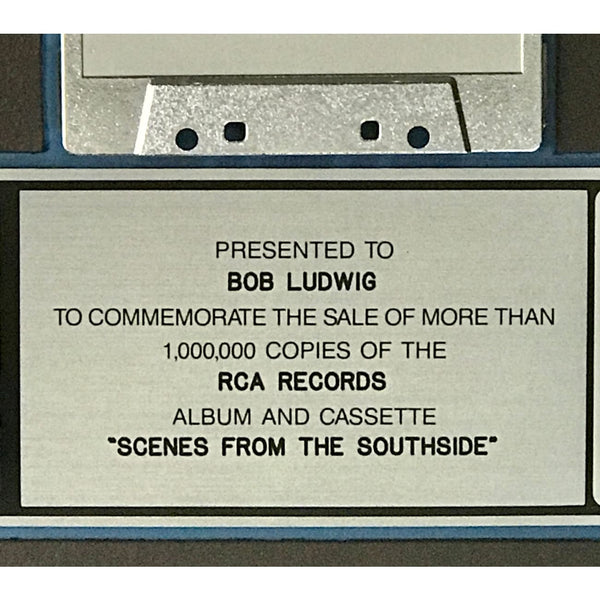 PRESENTED TO
BOB LUDWIG
TO COMMEMORATE THE SALE OF MORE THAN
1,000,000 COPIES OF THE
RCA RECORDS
ALBUM AND CASSETTE
"SCENES FROM THE SOUTHSIDE"